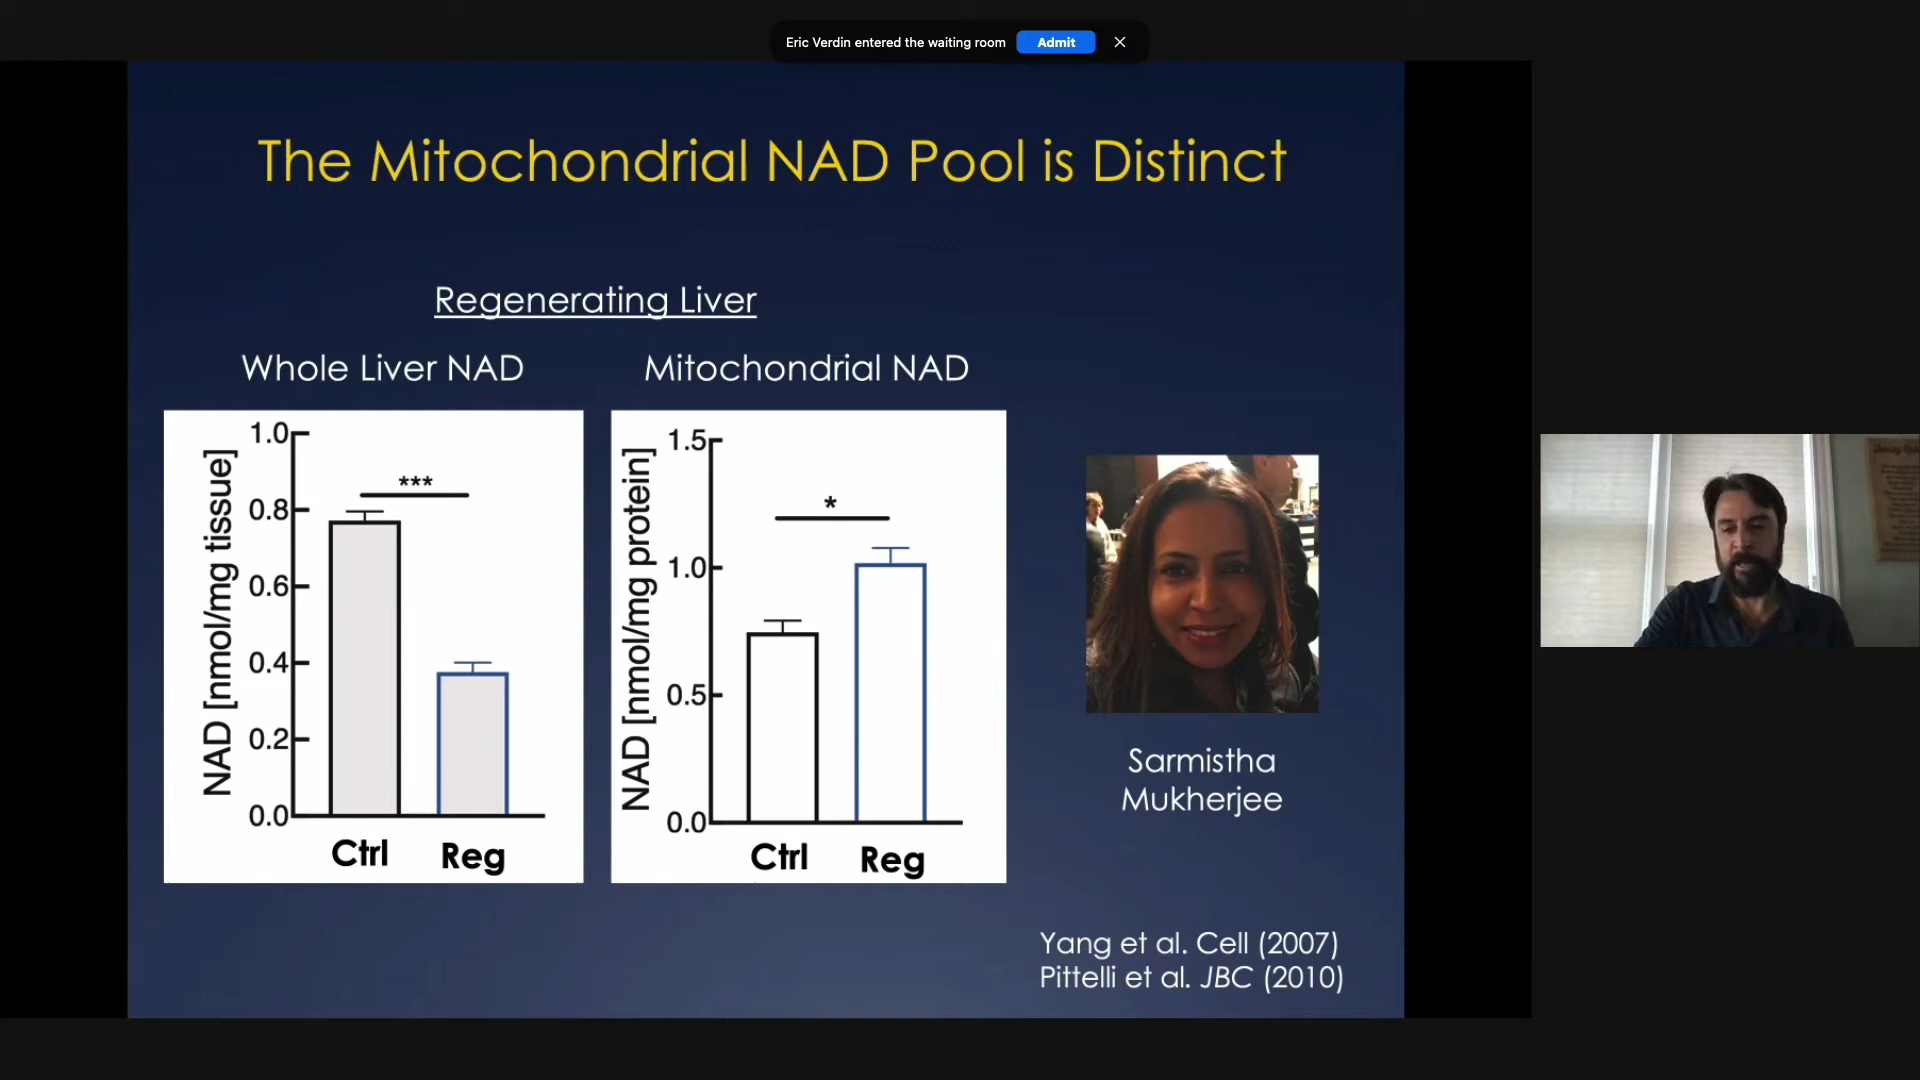 Eric Verdin entered the waiting room
Admit
The Mitochondrial NAD Pool is Distinct
Regenerating Liver
Whole Liver NAD
NAD [nmol/mg tissue]
1.0
0.8
0.6
0.4
0.2
0.0
***
Ctrl
Reg
Mitochondrial NAD
NAD [nmol/mg protein]
1.5
1.0
0.5
0.0
*
Ctrl
Reg
Sarmistha
Mukherjee
Yang et al. Cell (2007)
Pittelli et al. JBC (2010)